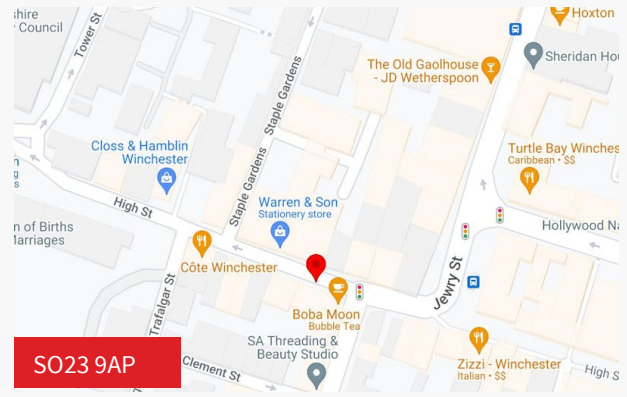 shire
Council
Tower St
Staple Gardens
The Old Gaolhouse
- JD Wetherspoon
Hoxton
Sheridan Hou
Closs & Hamblin
Winchester
Turtle Bay Winches
Caribbean • $$
High St
Staple Gardens
Warren & Son
Stationery store
n of Births
Marriages
Hollywood Na
Côte Winchester
Jewry St
Boba Moon
Bubble Tea
Trafalgar St
SA Threading &
Beauty Studio
Zizzi - Winchester
Italian • $$
High S
Clement St
SO23 9AP